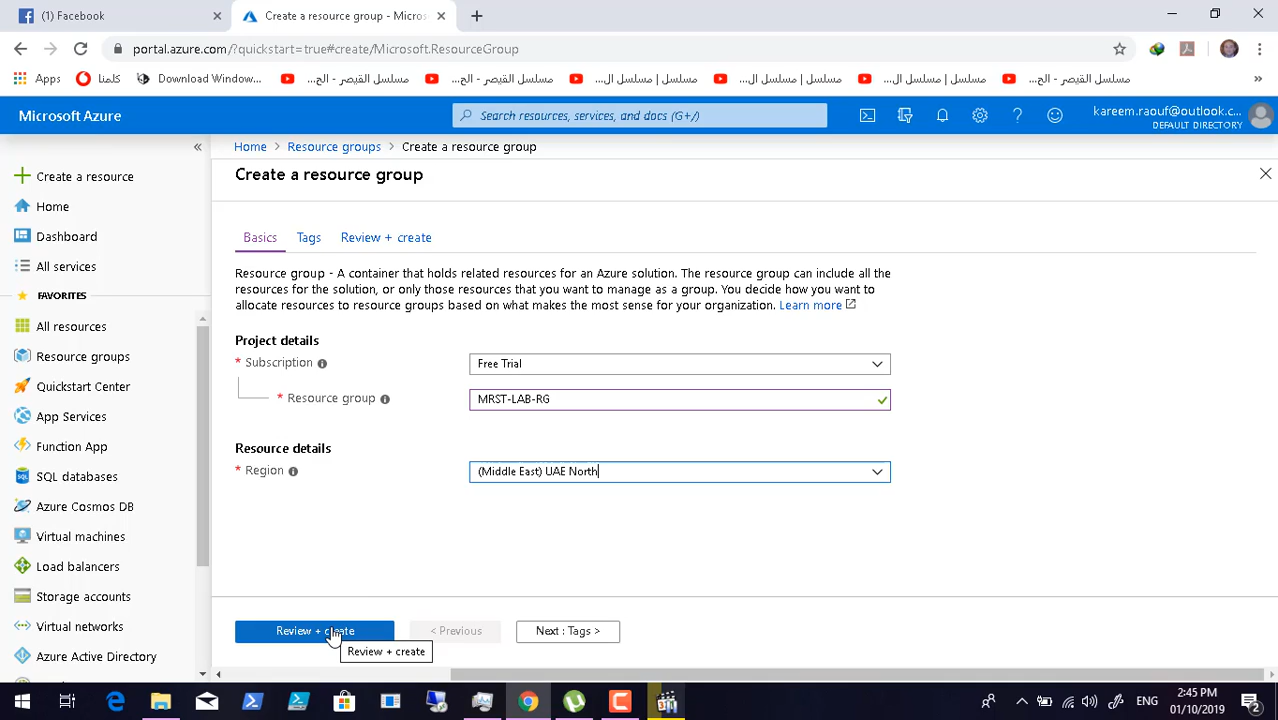 (1) Facebook
Create a resource group - Micros
portal.azure.com/?quickstart=true#create/Microsoft.ResourceGroup
Apps
كلمنا
Download Window...
مسلسل القيصر - الح...
مسلسل القيصر - الح...
مسلسل | مسلسل ال...
مسلسل | مسلسل ال...
مسلسل | مسلسل ال...
مسلسل القيصر - الح...
»
Microsoft Azure
Search resources, services, and docs (G+/)
kareem.raouf@outlook.c...
DEFAULT DIRECTORY
«
Create a resource
Home
Dashboard
All services
FAVORITES
All resources
Resource groups
Quickstart Center
App Services
Function App
SQL databases
Azure Cosmos DB
Virtual machines
Load balancers
Storage accounts
Virtual networks
Azure Active Directory
Home > Resource groups > Create a resource group
Create a resource group
Basics Tags Review + create
Resource group - A container that holds related resources for an Azure solution. The resource group can include all the
resources for the solution, or only those resources that you want to manage as a group. You decide how you want to
allocate resources to resource groups based on what makes the most sense for your organization. Learn more
Project details
* Subscription
Free Trial
* Resource group
MRST-LAB-RG
Resource details
* Region
(Middle East) UAE North
Review + create
< Previous
Next : Tags >
Review + create
ENG
2:45 PM
01/10/2019
2